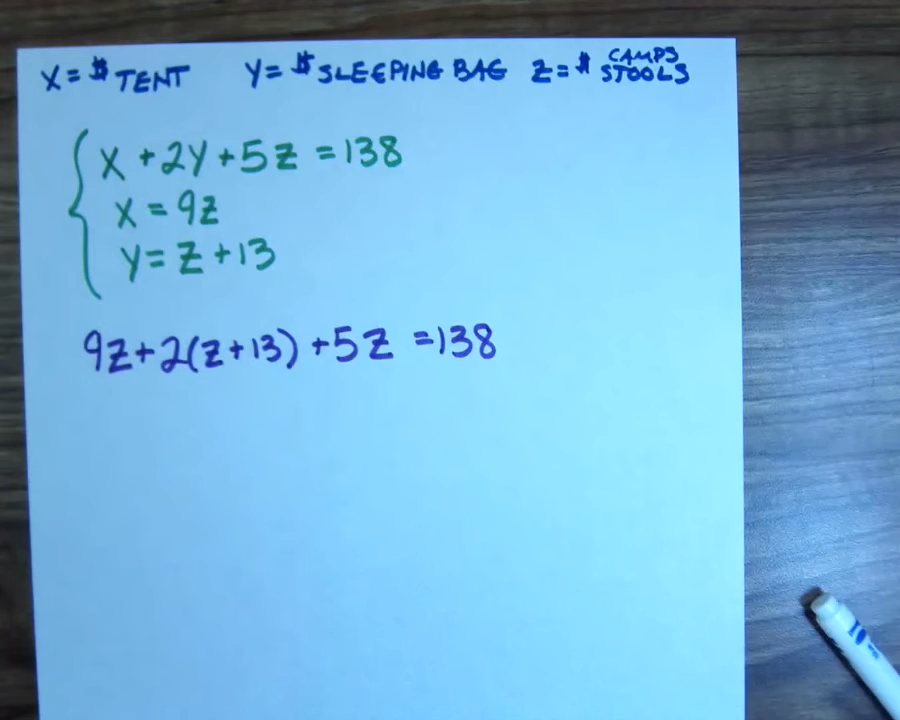 X = $ TENT Y = $ SLEEPING BAG Z = $ CAMPS STOOLS
X + 2Y + 5Z = 138
X = 9Z
Y = Z + 13
9Z + 2(Z + 13) + 5Z = 138